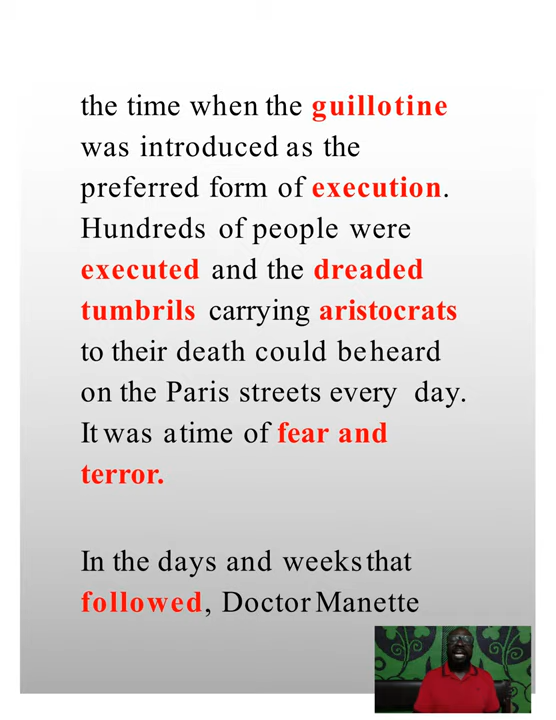 the time when the guillotine
was introduced as the
preferred form of execution.
Hundreds of people were
executed and the dreaded
tumbrils carrying aristocrats
to their death could be heard
on the Paris streets every day.
It was a time of fear and
terror.
In the days and weeks that
followed, Doctor Manette